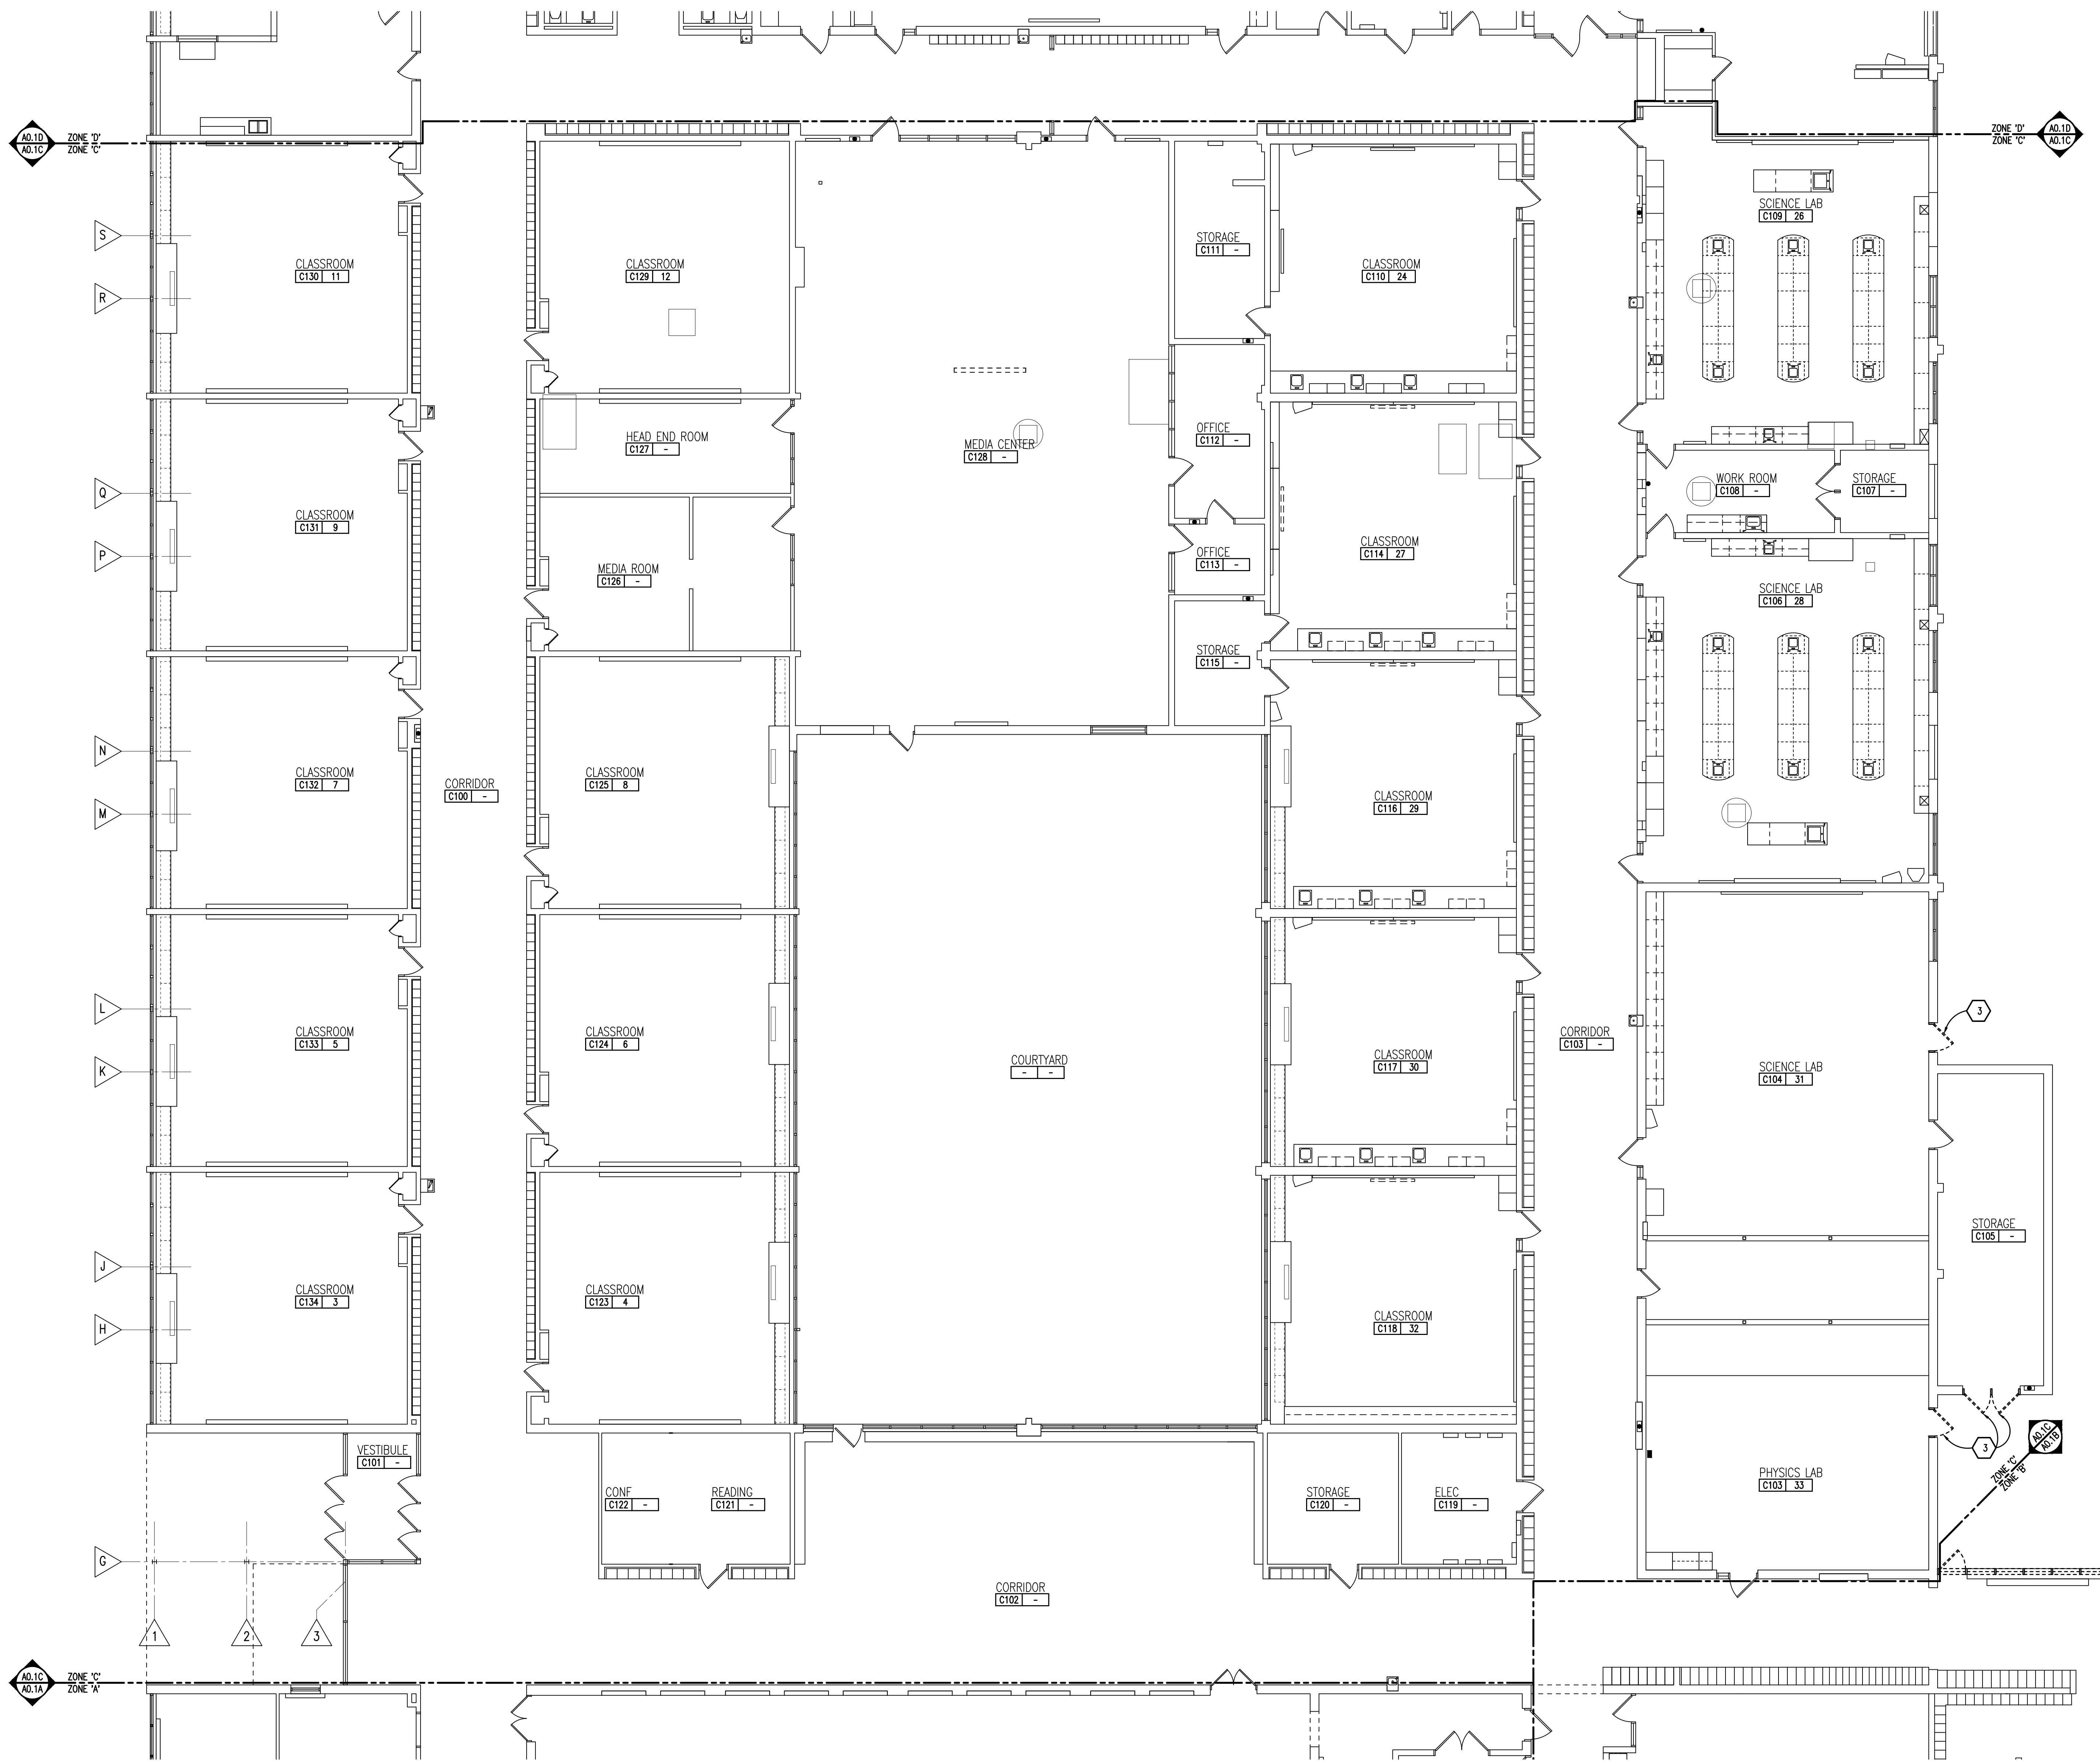 A0.1D
A0.1C
ZONE 'D'
ZONE 'C'
ZONE 'D'
ZONE 'C'
A0.1D
A0.1C
S
R
Q
P
N
M
L
K
J
H
G
1
2
3
CLASSROOM
C130 11
CLASSROOM
C129 12
STORAGE
C111 -
CLASSROOM
C110 24
SCIENCE LAB
C109 26
CLASSROOM
C131 9
HEAD END ROOM
C127 -
MEDIA CENTER
C128 -
OFFICE
C112 -
WORK ROOM
C108 -
STORAGE
C107 -
MEDIA ROOM
C126 -
OFFICE
C113 -
CLASSROOM
C114 27
SCIENCE LAB
C106 28
STORAGE
C115 -
CLASSROOM
C132 7
CORRIDOR
C100 -
CLASSROOM
C125 8
CLASSROOM
C116 29
CLASSROOM
C133 5
CLASSROOM
C124 6
COURTYARD
- -
CLASSROOM
C117 30
CORRIDOR
C103 -
SCIENCE LAB
C104 31
3
STORAGE
C105 -
CLASSROOM
C134 3
CLASSROOM
C123 4
CLASSROOM
C118 32
VESTIBULE
C101 -
CONF
C122 -
READING
C121 -
STORAGE
C120 -
ELEC
C119 -
PHYSICS LAB
C103 33
3
A0.1C
A0.1B
ZONE 'C'
ZONE 'B'
CORRIDOR
C102 -
A0.1C
A0.1A
ZONE 'C'
ZONE 'A'